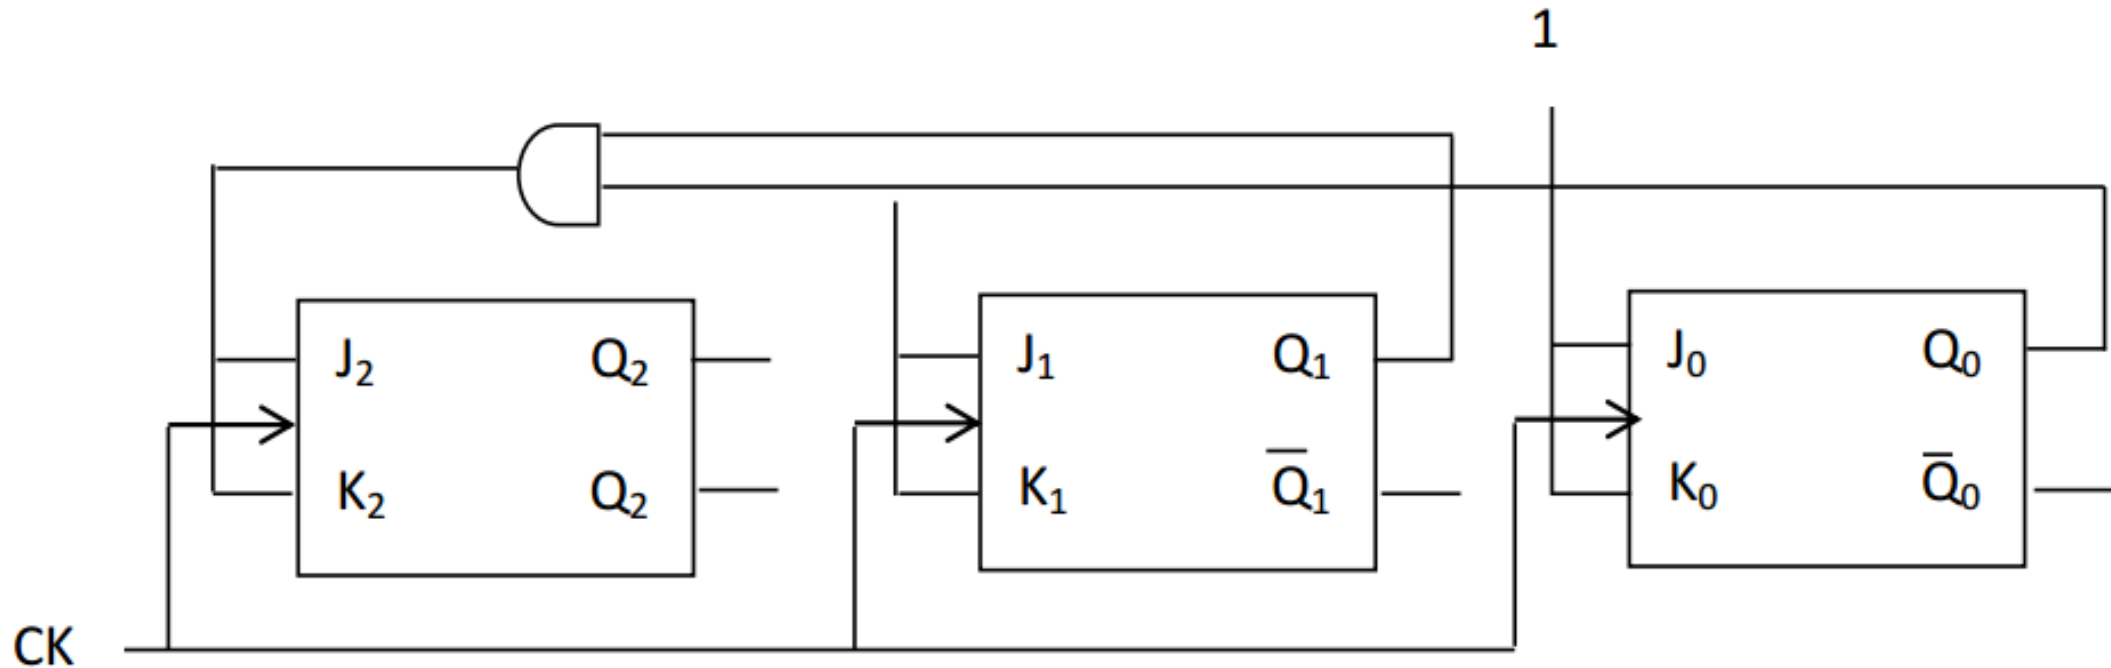 1
J₂ Q₂ J₁ Q₁ J₀ Q₀
K₂ Q₂ K₁ Q̅₁ K₀ Q̅₀
CK